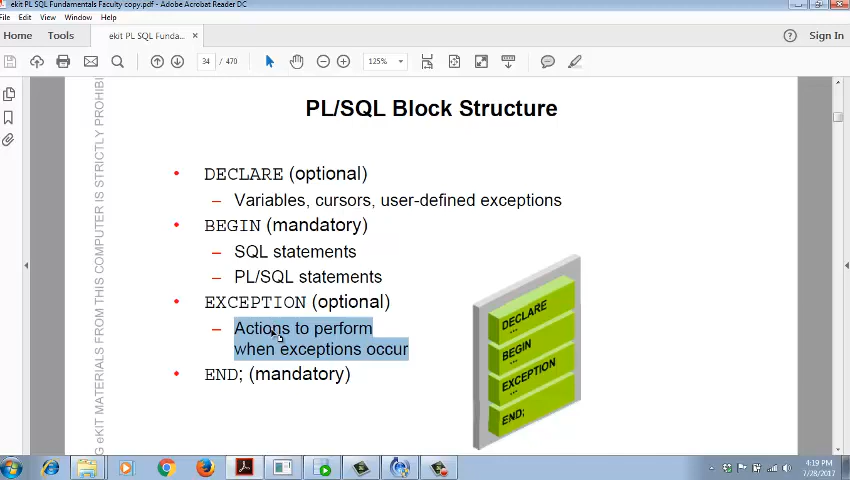 ekit PL SQL Fundamentals Faculty copy.pdf - Adobe Acrobat Reader DC
File Edit View Window Help
Home Tools ekit PL SQL Funda... × Sign In
34 / 470 125%
PL/SQL Block Structure
• DECLARE (optional)
– Variables, cursors, user-defined exceptions
• BEGIN (mandatory)
– SQL statements
– PL/SQL statements
• EXCEPTION (optional)
– Actions to perform
when exceptions occur
• END; (mandatory)
DECLARE
...
BEGIN
...
EXCEPTION
...
END;
G eKIT MATERIALS FROM THIS COMPUTER IS STRICTLY PROHIB
4:19 PM
7/28/2017